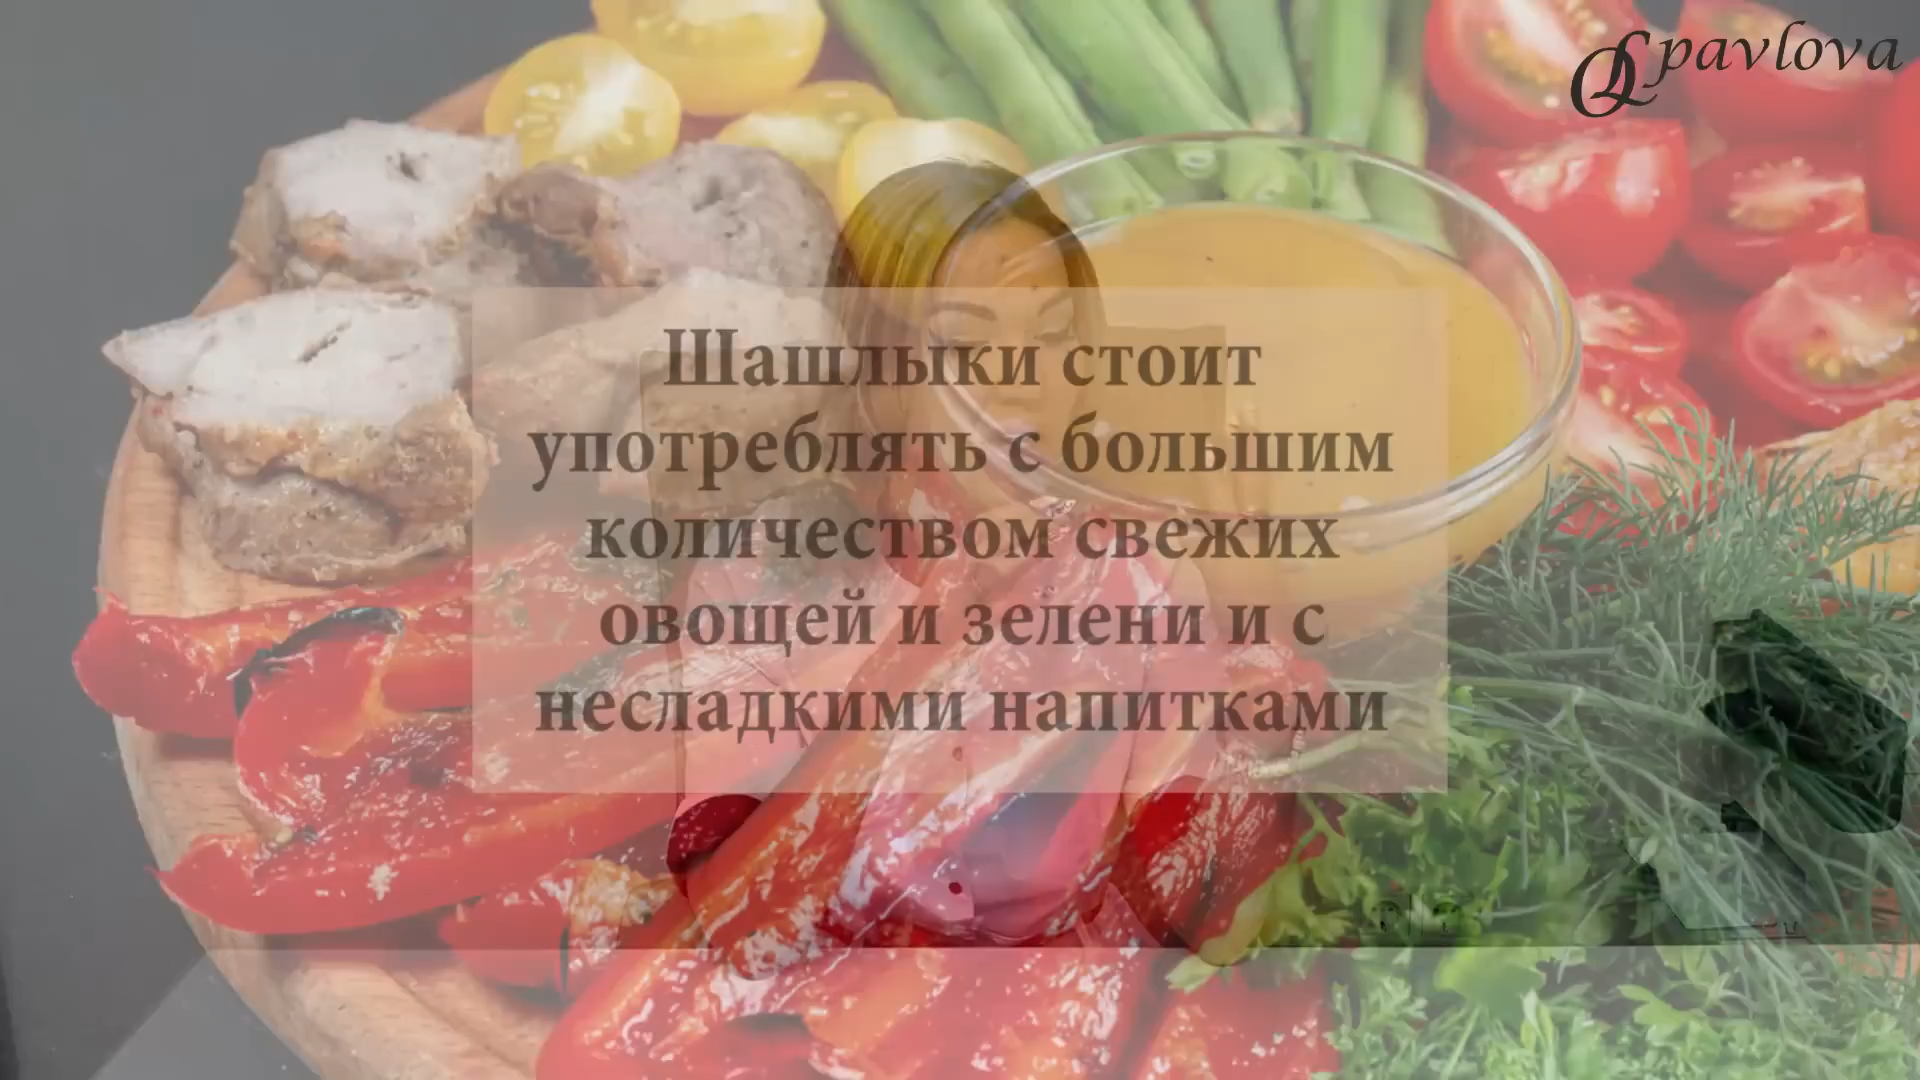 pavlova
Шашлыки стоит
употреблять с большим
количеством свежих
овощей и зелени и с
несладкими напитками